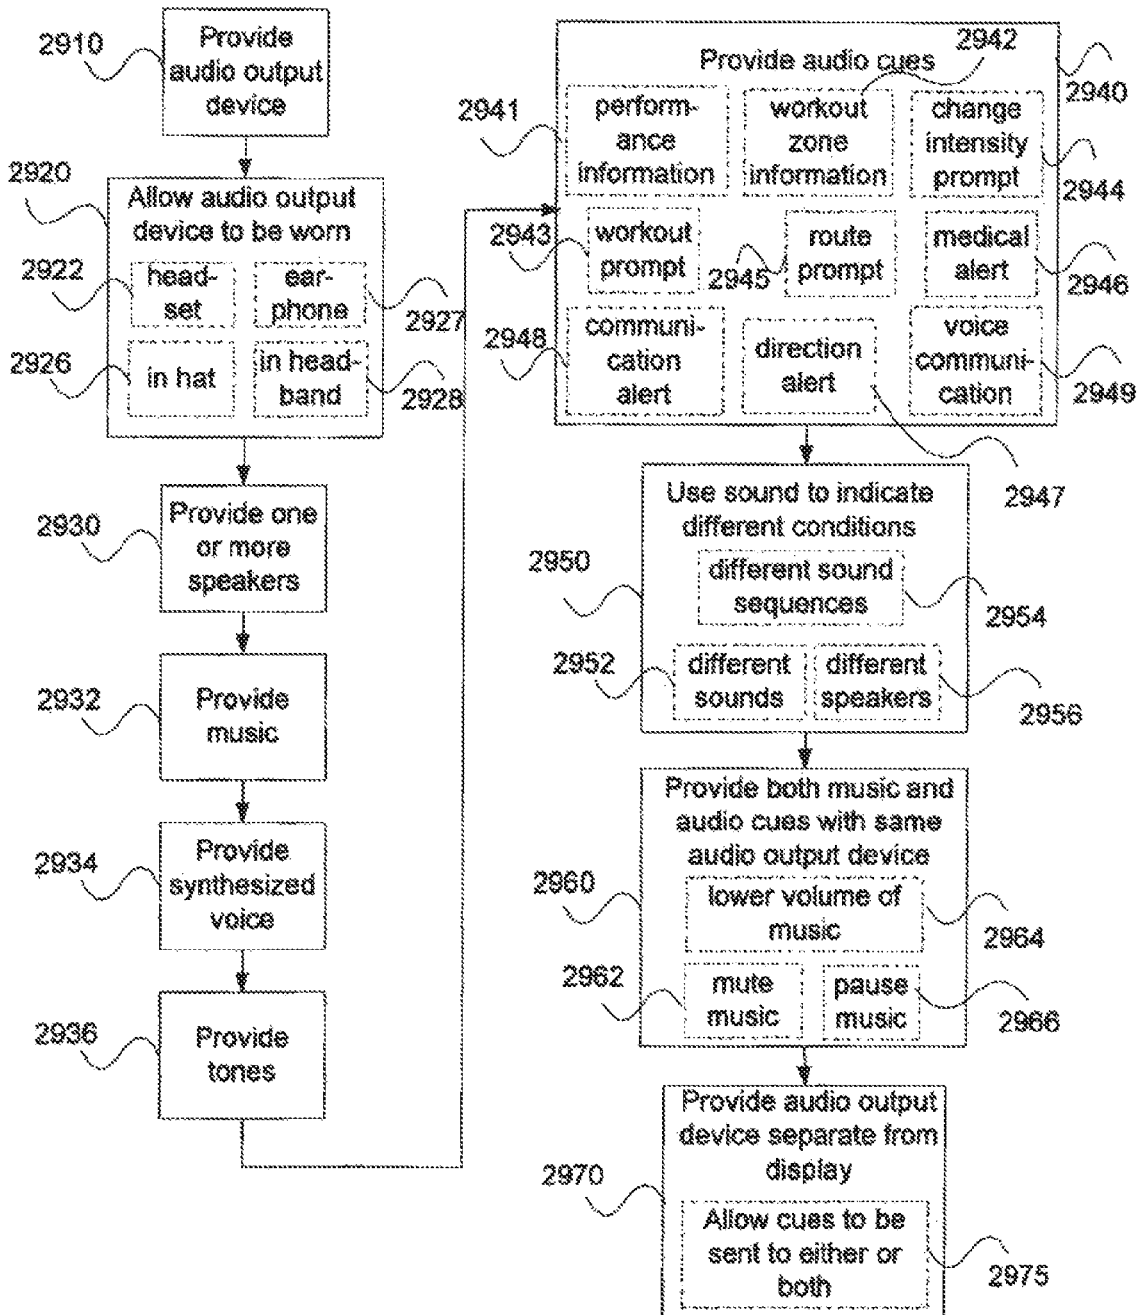 2910
Provide
audio output
device
2920
Allow audio output
device to be worn
2922
head-
set
ear-
phone
2927
2926
in hat
in head-
band
2928
2930
Provide one
or more
speakers
2932
Provide
music
2934
Provide
synthesized
voice
2936
Provide
tones
2942
Provide audio cues
2940
2941
perform-
ance
information
workout
zone
information
change
intensity
prompt
2944
2943
workout
prompt
2945
route
prompt
medical
alert
2946
2948
communi-
cation
alert
direction
alert
voice
communi-
cation
2949
2947
Use sound to indicate
different conditions
2950
different sound
sequences
2954
2952
different
sounds
different
speakers
2956
Provide both music and
audio cues with same
audio output device
2960
lower volume of
music
2964
2962
mute
music
pause
music
2966
Provide audio output
device separate from
display
2970
Allow cues to be
sent to either or
both
2975